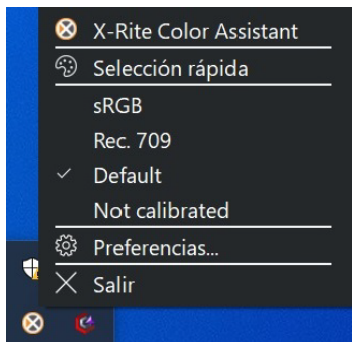 X-Rite Color Assistant
Selección rápida
sRGB
Rec. 709
Default
Not calibrated
Preferencias...
Salir